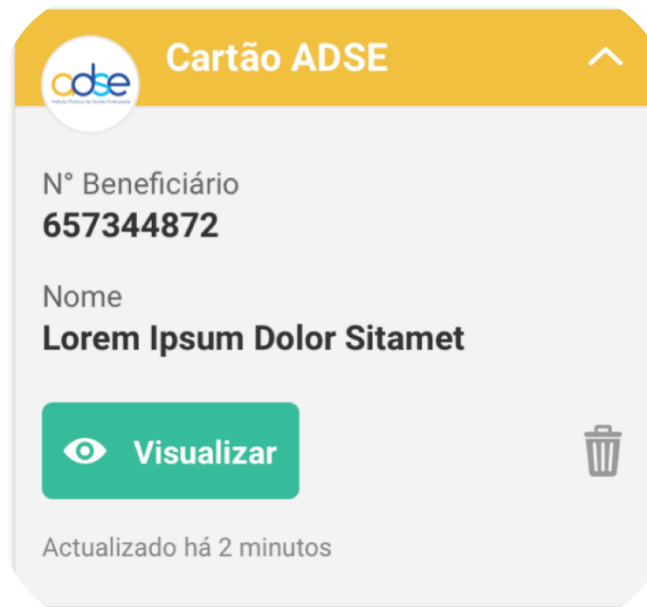 Cartão ADSE
adse
N° Beneficiário
657344872
Nome
Lorem Ipsum Dolor Sitamet
Visualizar
Actualizado há 2 minutos